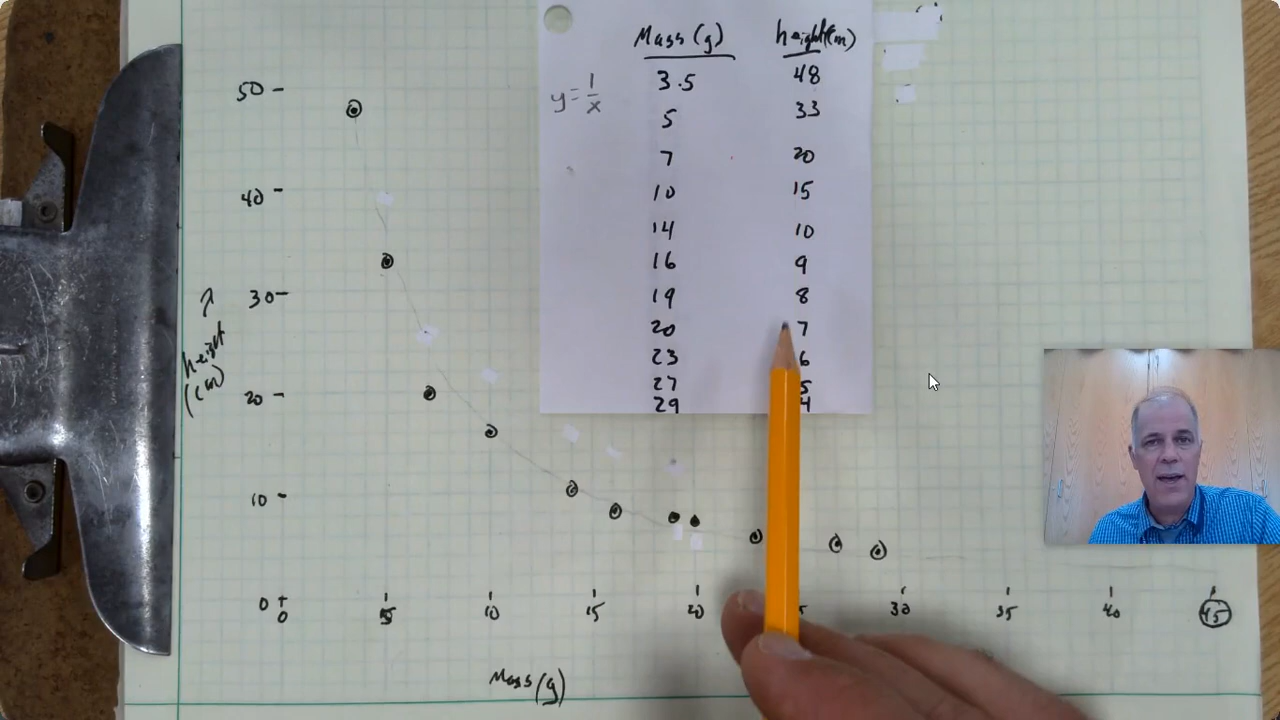 Mass (g) height (m)
y = 1/x
3.5 48
5 33
7 20
10 15
14 10
16 9
19 8
20 7
23 6
27 5
29 4
50
40
30
20
10
0
height
(cm)
0 5 10 15 20 5 30 35 40 45
Mass (g)